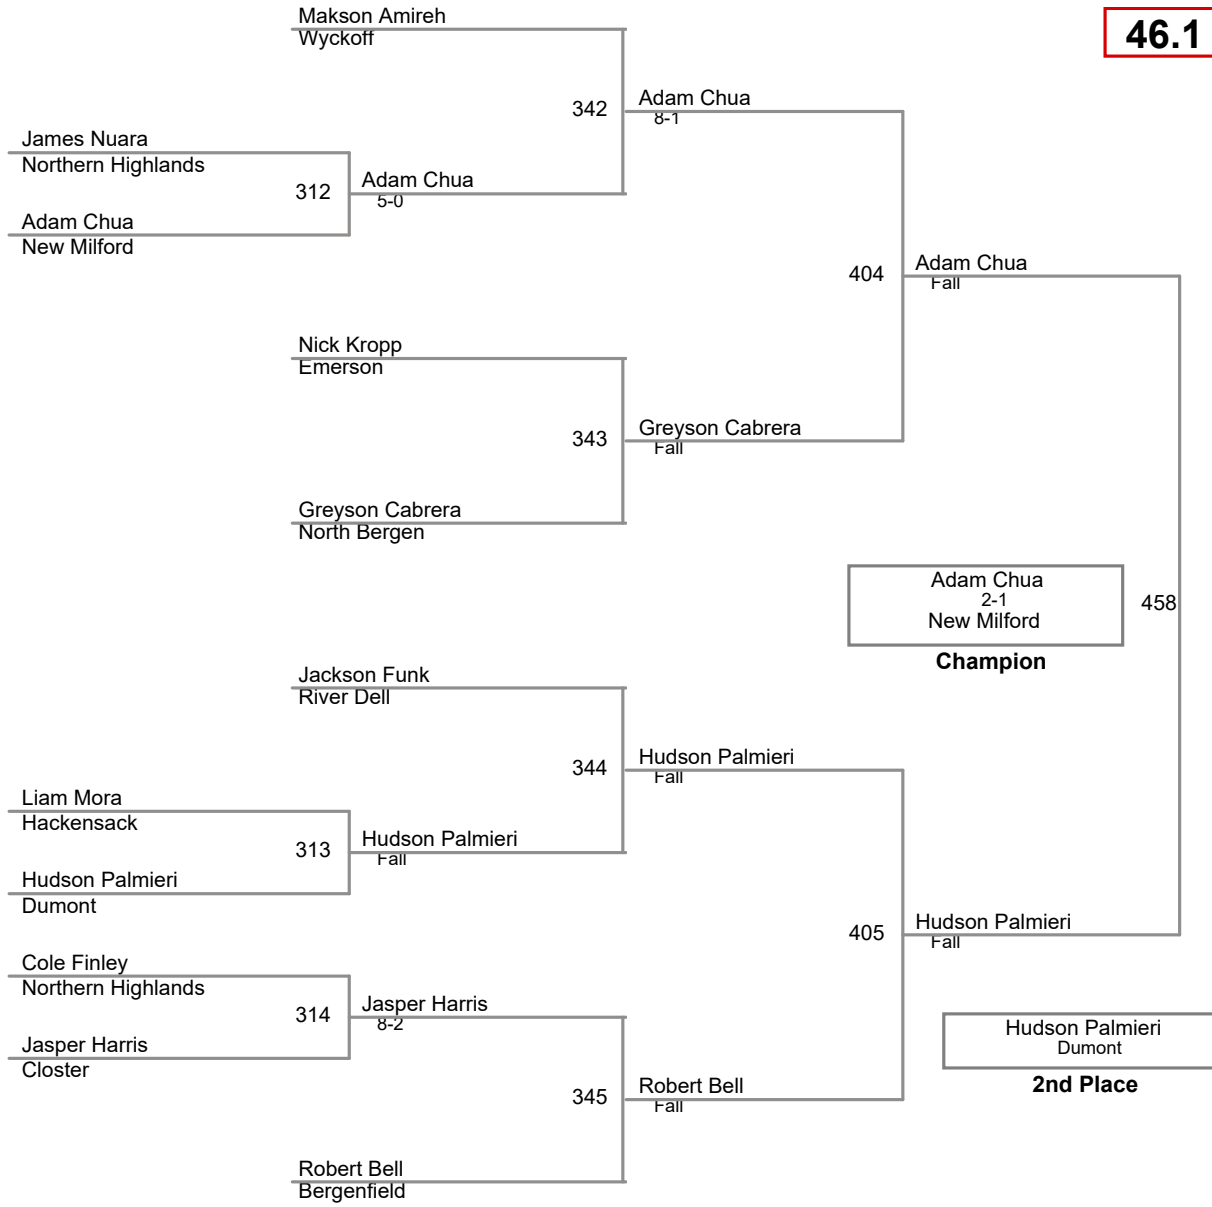 Makson Amireh
Wyckoff
46.1
342
Adam Chua
8-1
James Nuara
Northern Highlands
312
Adam Chua
5-0
Adam Chua
New Milford
404
Adam Chua
Fall
Nick Kropp
Emerson
343
Greyson Cabrera
Fall
Greyson Cabrera
North Bergen
Adam Chua
2-1
New Milford
458
Champion
Jackson Funk
River Dell
344
Hudson Palmieri
Fall
Liam Mora
Hackensack
313
Hudson Palmieri
Fall
Hudson Palmieri
Dumont
405
Hudson Palmieri
Fall
Cole Finley
Northern Highlands
314
Jasper Harris
8-2
Jasper Harris
Closter
Hudson Palmieri
Dumont
2nd Place
345
Robert Bell
Fall
Robert Bell
Bergenfield